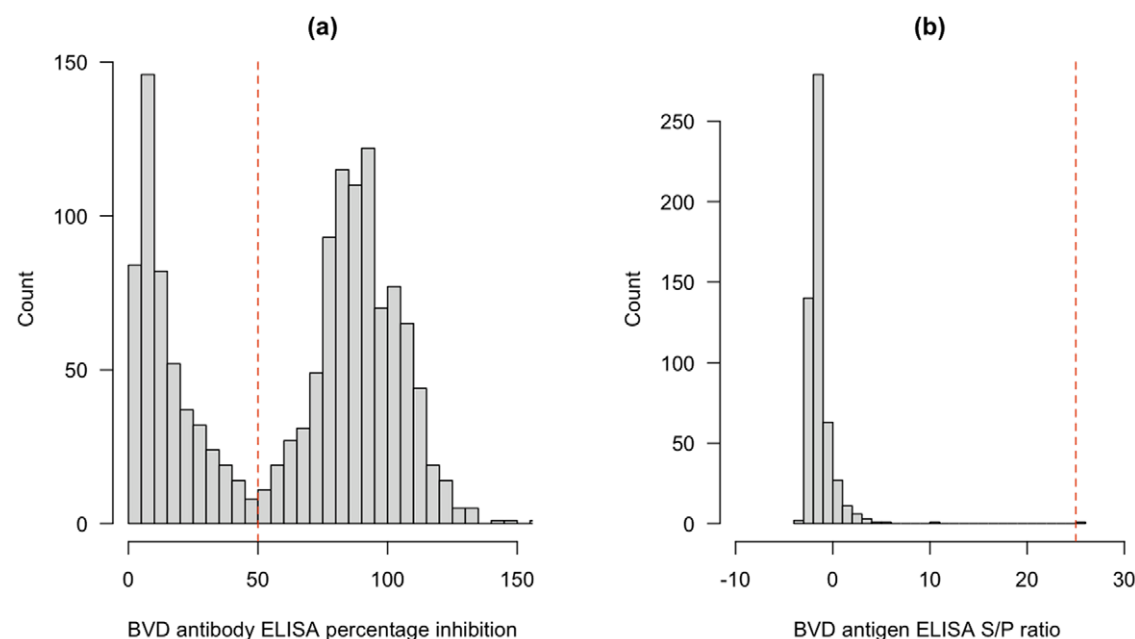 (a)
150
100
50
0
Count
0 50 100 150
BVD antibody ELISA percentage inhibition
(b)
250
200
150
100
50
0
Count
-10 0 10 20 30
BVD antigen ELISA S/P ratio